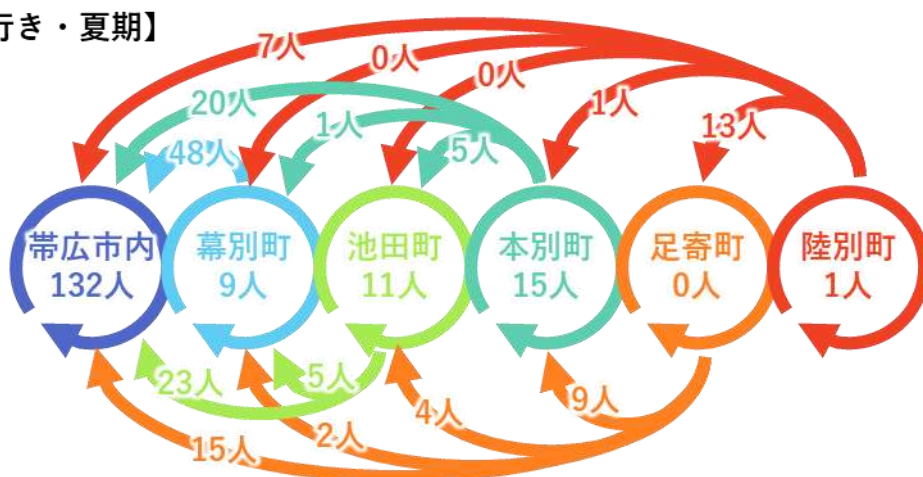 行き・夏期】
7人
0人
0人
1人
13人
20人
1人
5人
48人
帯広市内
132人
幕別町
9人
池田町
11人
本別町
15人
足寄町
0人
陸別町
1人
23人
5人
4人
9人
15人
2人